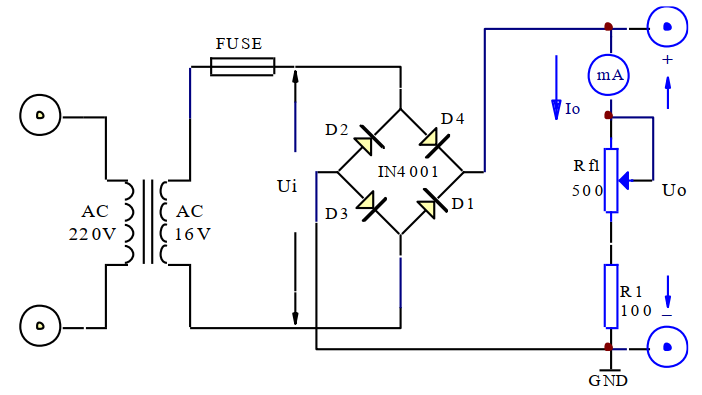 FUSE
+
mA
D2
D4
Io
IN4001
Rfl
500
Uo
Ui
AC
220V
AC
16V
D3
D1
R1
100
−
GND